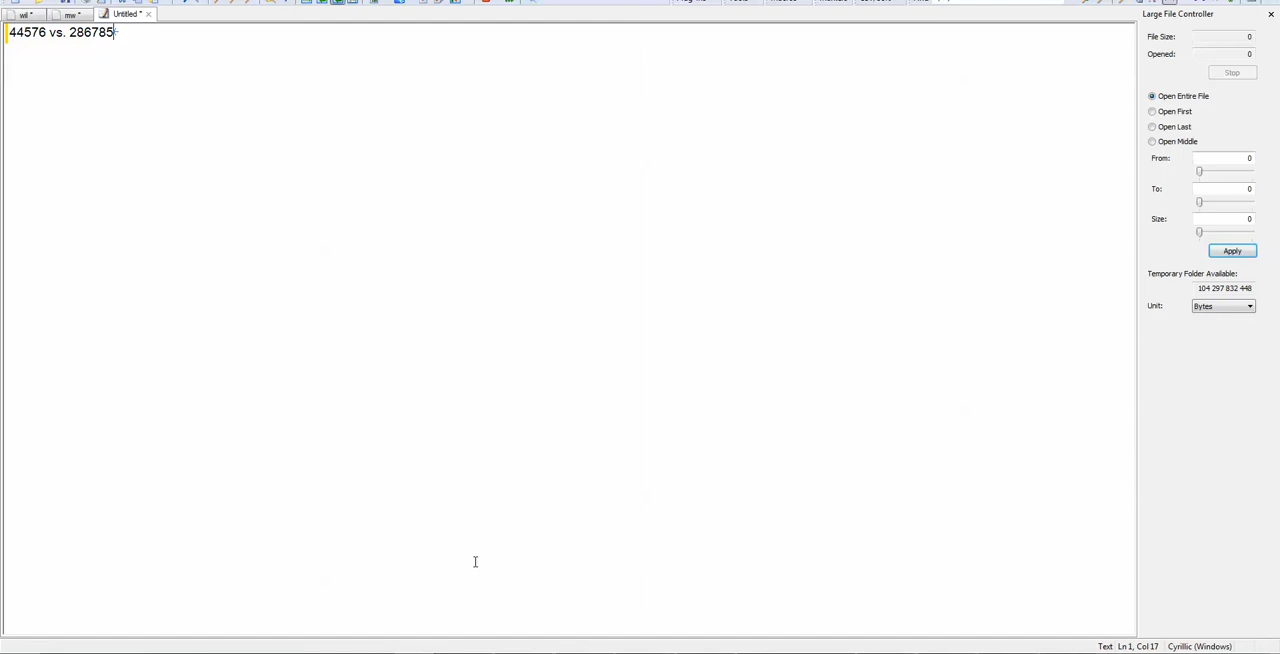 wil *
mw *
Untitled *
44576 vs. 286785
Large File Controller
File Size: 0
Opened: 0
Stop
Open Entire File
Open First
Open Last
Open Middle
From: 0
To: 0
Size: 0
Apply
Temporary Folder Available:
104 297 832 448
Unit: Bytes
Text Ln 1, Col 17 Cyrillic (Windows)